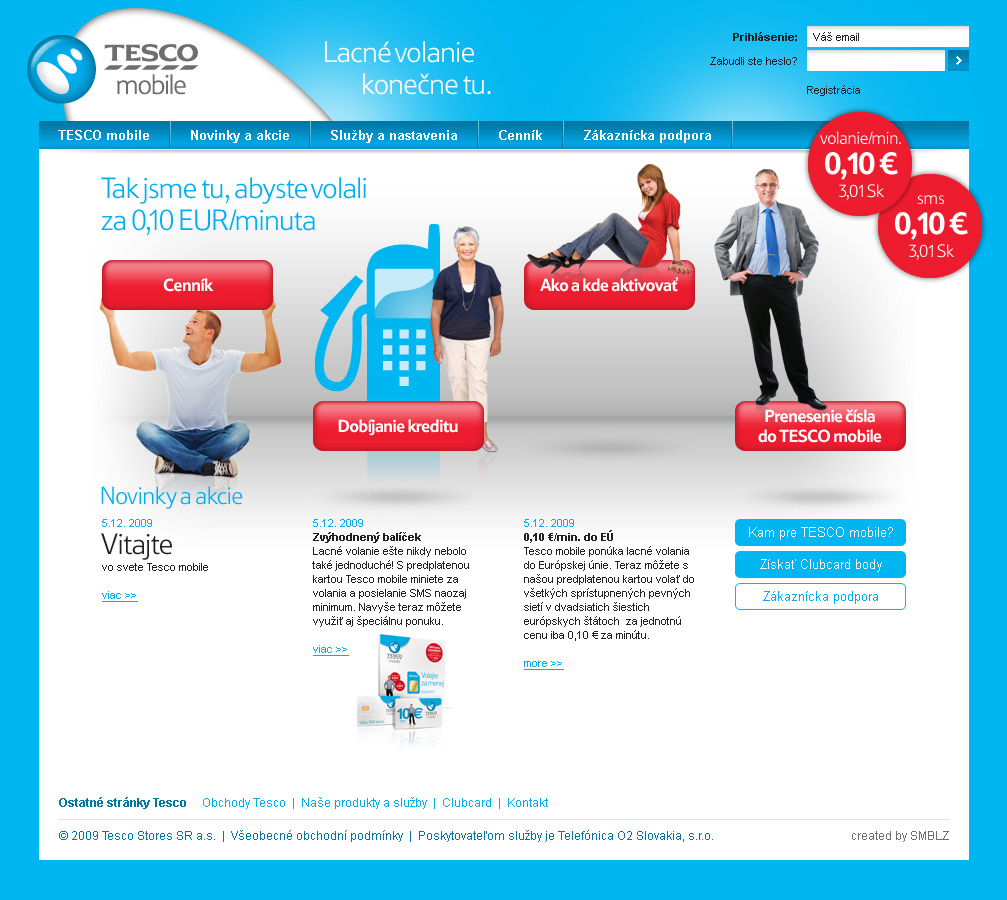 TESCO
mobile
Lacné volanie
konečne tu.
Prihlásenie:
Váš email
Zabudli ste heslo?
Registrácia
TESCO mobile
Novinky a akcie
Služby a nastavenia
Cenník
Zákaznícka podpora
volanie/min.
0,10 €
3,01 Sk
sms
0,10 €
3,01 Sk
Tak jsme tu, abyste volali
za 0,10 EUR/minuta
Cenník
Ako a kde aktivovať
Dobíjanie kreditu
Prenesenie čísla
do TESCO mobile
Novinky a akcie
5.12. 2009
Vitajte
vo svete Tesco mobile
viac >>
5.12. 2009
Zvýhodnený balíček
Lacné volanie ešte nikdy nebolo
také jednoduché! S predplatenou
kartou Tesco mobile miniete za
volania a posielanie SMS naozaj
minimum. Navyše teraz môžete
využiť aj špeciálnu ponuku.
viac >>
TESCO
mobile
Volajte
za menej
10 €
TESCO
5.12. 2009
0,10 €/min. do EÚ
Tesco mobile ponúka lacné volania
do Európskej únie. Teraz môžete s
našou predplatenou kartou volať do
všetkých sprístupnených pevných
sietí v dvadsiatich šiestich
európskych štátoch za jednotnú
cenu iba 0,10 € za minútu.
more >>
Kam pre TESCO mobile?
Získať Clubcard body
Zákaznícka podpora
Ostatné stránky Tesco Obchody Tesco | Naše produkty a služby | Clubcard | Kontakt
© 2009 Tesco Stores SR a.s. | Všeobecné obchodní podmínky | Poskytovateľom služby je Telefónica O2 Slovakia, s.r.o.
created by SMBLZ